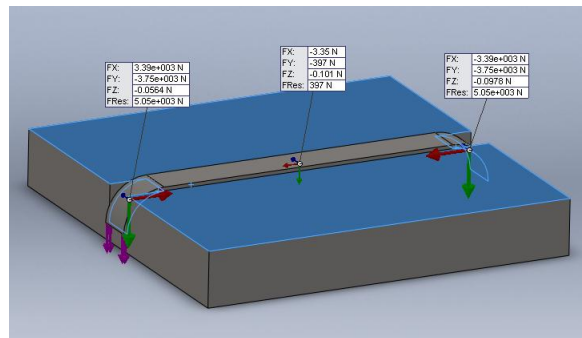 FX: 3.39e+003 N
FY: -3.75e+003 N
FZ: -0.0564 N
FRes: 5.05e+003 N
FX: -3.35 N
FY: -397 N
FZ: -0.101 N
FRes: 397 N
FX: -3.39e+003 N
FY: -3.75e+003 N
FZ: -0.0978 N
FRes: 5.05e+003 N